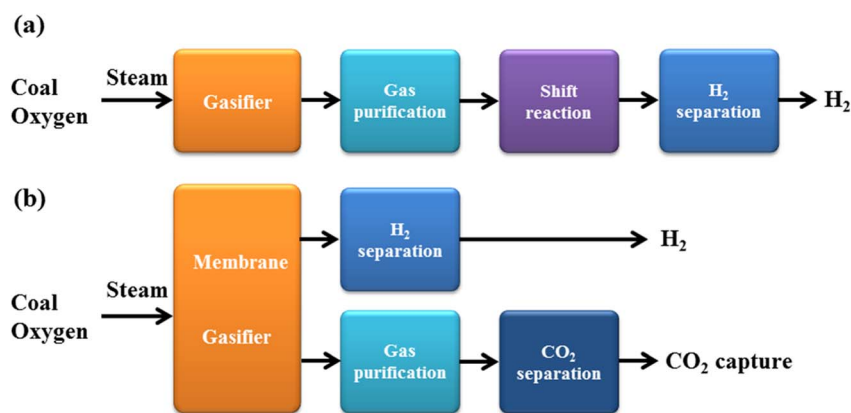 (a)
Coal
Oxygen
Steam
Gasifier
Gas
purification
Shift
reaction
H₂
separation
H₂
(b)
Coal
Oxygen
Steam
Membrane
Gasifier
H₂
separation
H₂
Gas
purification
CO₂
separation
CO₂ capture